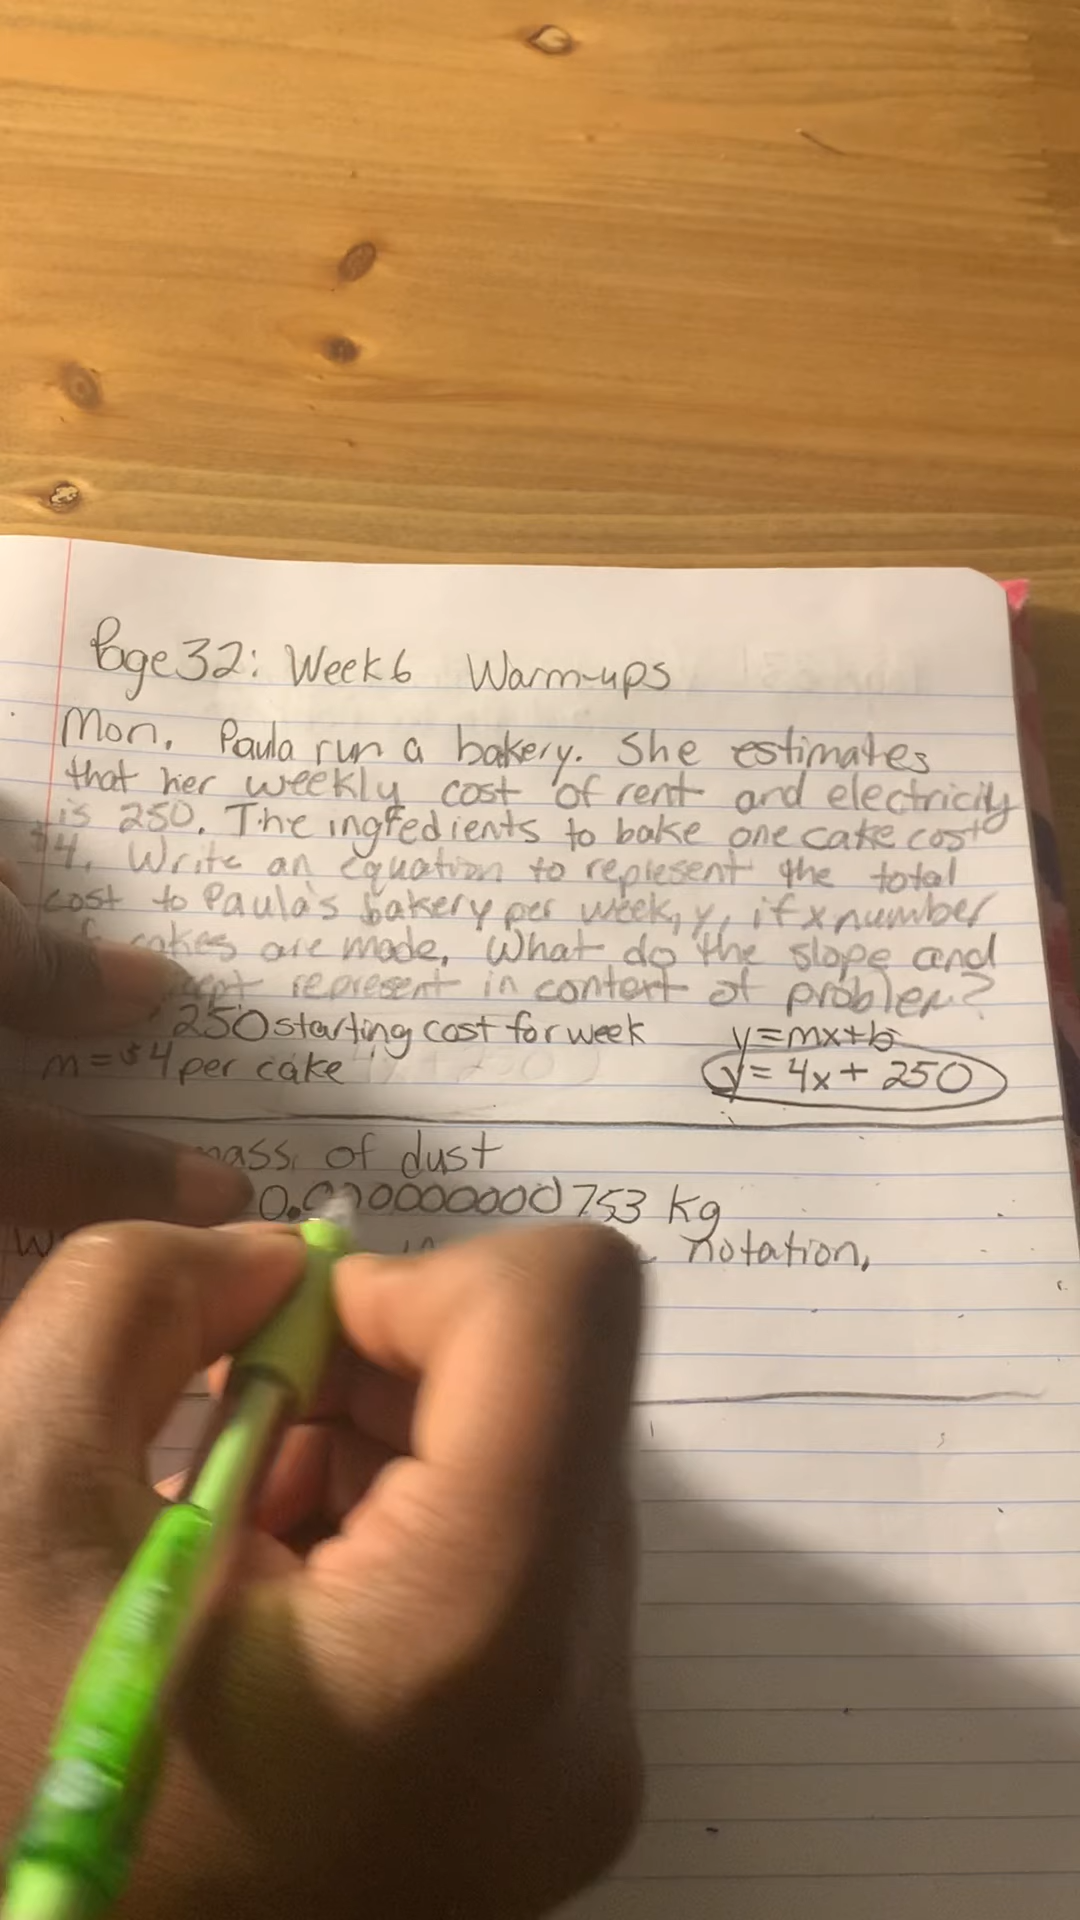 Page 32: Week 6 Warm-ups
Mon. Paula run a bakery. She estimates
that her weekly cost of rent and electricity
is 250. The ingredients to bake one cake cost
$4. Write an equation to represent the total
cost to Paula's bakery per week, y, if x number
cakes are made. What do the slope and
represent in context of problem?
250 starting cost for week
y=mx+b
m = $4 per cake
y= 4x + 250
mass of dust
753 kg
notation.